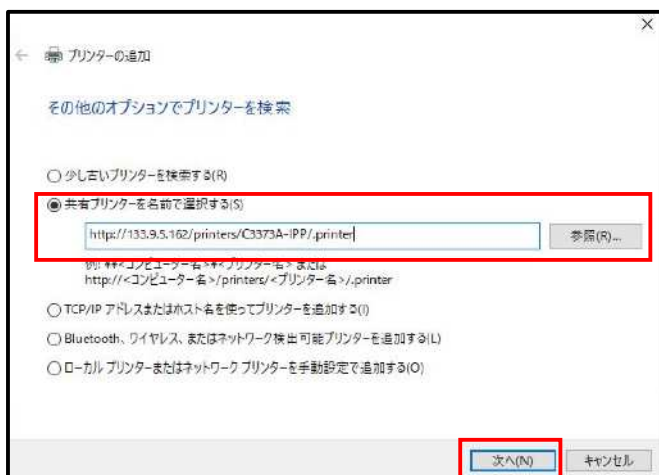 プリンターの追加
その他のオプションでプリンターを検索
少し古いプリンターを検索する(R)
共有プリンターを名前で選択する(S)
http://133.9.5.162/printers/C3373A-IPP/.printer
参照(R)...
例: ¥¥<コンピューター名>¥<プリンター名> または
http://<コンピューター名>/printers/<プリンター名>/.printer
TCP/IP アドレスまたはホスト名を使ってプリンターを追加する(I)
Bluetooth、ワイヤレス、またはネットワーク検出可能プリンターを追加する(L)
ローカル プリンターまたはネットワーク プリンターを手動設定で追加する(O)
次へ(N)
キャンセル